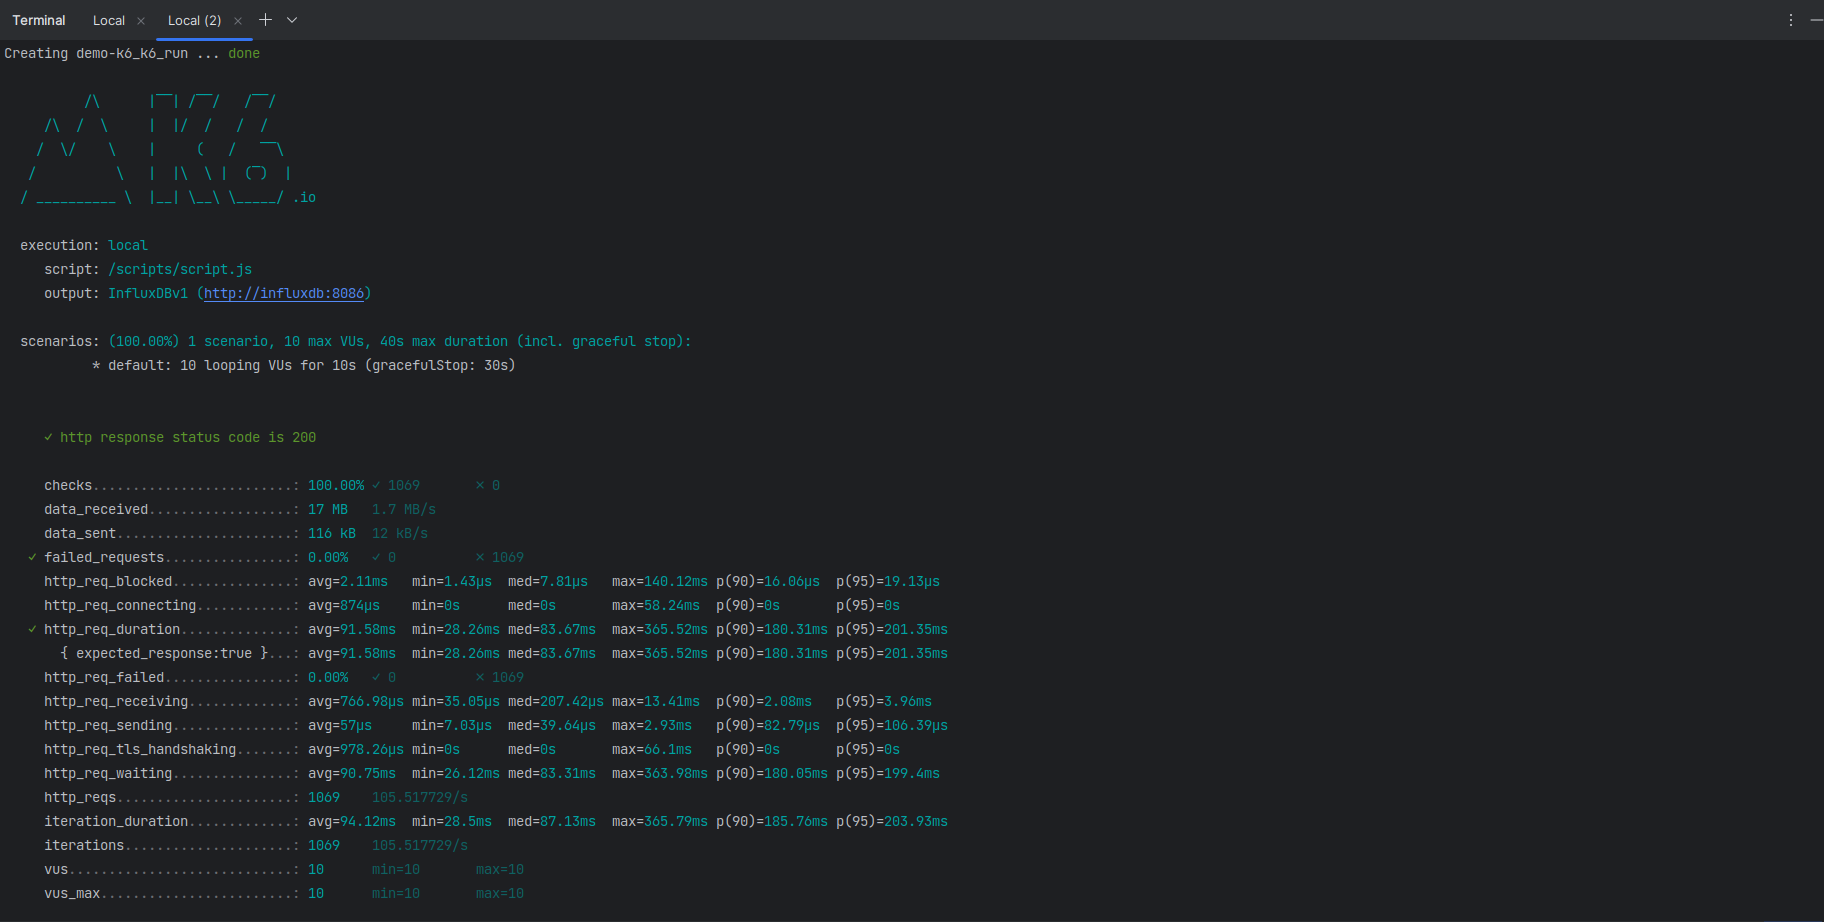 Terminal Local × Local (2) ×
Creating demo-k6_k6_run ... done
          /\      |‾‾| /‾‾/   /‾‾/
     /\  /  \     |  |/  /   /  /
    /  \/    \    |     (   /   ‾‾\
   /          \   |  |\  \ |  (‾)  |
  / __________ \  |__| \__\ \_____/ .io
execution: local
script: /scripts/script.js
output: InfluxDBv1 (http://influxdb:8086)
scenarios: (100.00%) 1 scenario, 10 max VUs, 40s max duration (incl. graceful stop):
* default: 10 looping VUs for 10s (gracefulStop: 30s)
✓ http response status code is 200
checks.........................: 100.00% ✓ 1069 ✗ 0
data_received..................: 17 MB 1.7 MB/s
data_sent......................: 116 kB 12 kB/s
✓ failed_requests................: 0.00% ✓ 0 ✗ 1069
http_req_blocked...............: avg=2.11ms min=1.43µs med=7.81µs max=140.12ms p(90)=16.06µs p(95)=19.13µs
http_req_connecting............: avg=874µs min=0s med=0s max=58.24ms p(90)=0s p(95)=0s
✓ http_req_duration..............: avg=91.58ms min=28.26ms med=83.67ms max=365.52ms p(90)=180.31ms p(95)=201.35ms
{ expected_response:true }...: avg=91.58ms min=28.26ms med=83.67ms max=365.52ms p(90)=180.31ms p(95)=201.35ms
http_req_failed................: 0.00% ✓ 0 ✗ 1069
http_req_receiving.............: avg=766.98µs min=35.05µs med=207.42µs max=13.41ms p(90)=2.08ms p(95)=3.96ms
http_req_sending...............: avg=57µs min=7.03µs med=39.64µs max=2.93ms p(90)=82.79µs p(95)=106.39µs
http_req_tls_handshaking.......: avg=978.26µs min=0s med=0s max=66.1ms p(90)=0s p(95)=0s
http_req_waiting...............: avg=90.75ms min=26.12ms med=83.31ms max=363.98ms p(90)=180.05ms p(95)=199.4ms
http_reqs......................: 1069 105.517729/s
iteration_duration.............: avg=94.12ms min=28.5ms med=87.13ms max=365.79ms p(90)=185.76ms p(95)=203.93ms
iterations.....................: 1069 105.517729/s
vus............................: 10 min=10 max=10
vus_max........................: 10 min=10 max=10